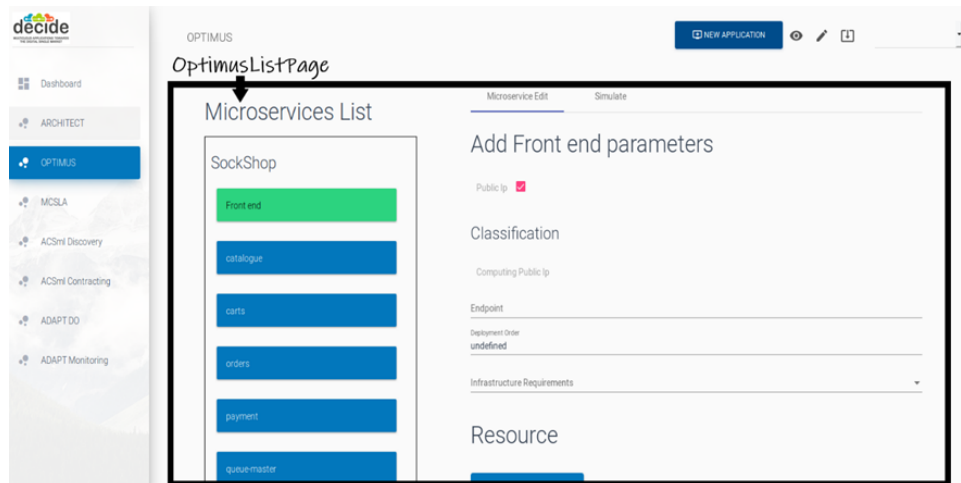 decide
OPTIMUS
NEW APPLICATION
OptimusListPage
Dashboard
ARCHITECT
OPTIMUS
MCSLA
ACSmI Discovery
ACSmI Contracting
ADAPT DO
ADAPT Monitoring
Microservices List
SockShop
Front end
catalogue
carts
orders
payment
queue-master
Microservice Edit
Simulate
Add Front end parameters
Public Ip
Classification
Computing Public Ip
Endpoint
Deployment Order
undefined
Infrastructure Requirements
Resource